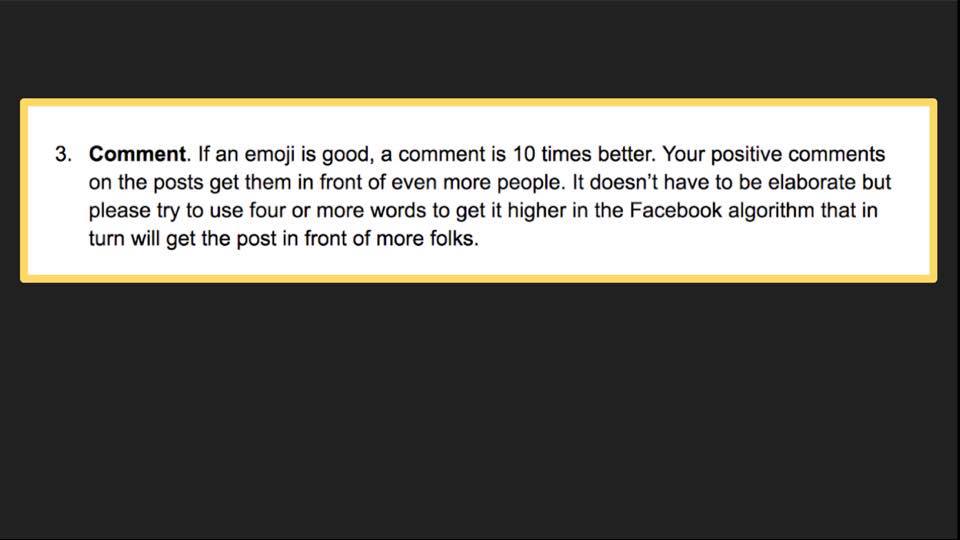 3. Comment. If an emoji is good, a comment is 10 times better. Your positive comments
on the posts get them in front of even more people. It doesn’t have to be elaborate but
please try to use four or more words to get it higher in the Facebook algorithm that in
turn will get the post in front of more folks.